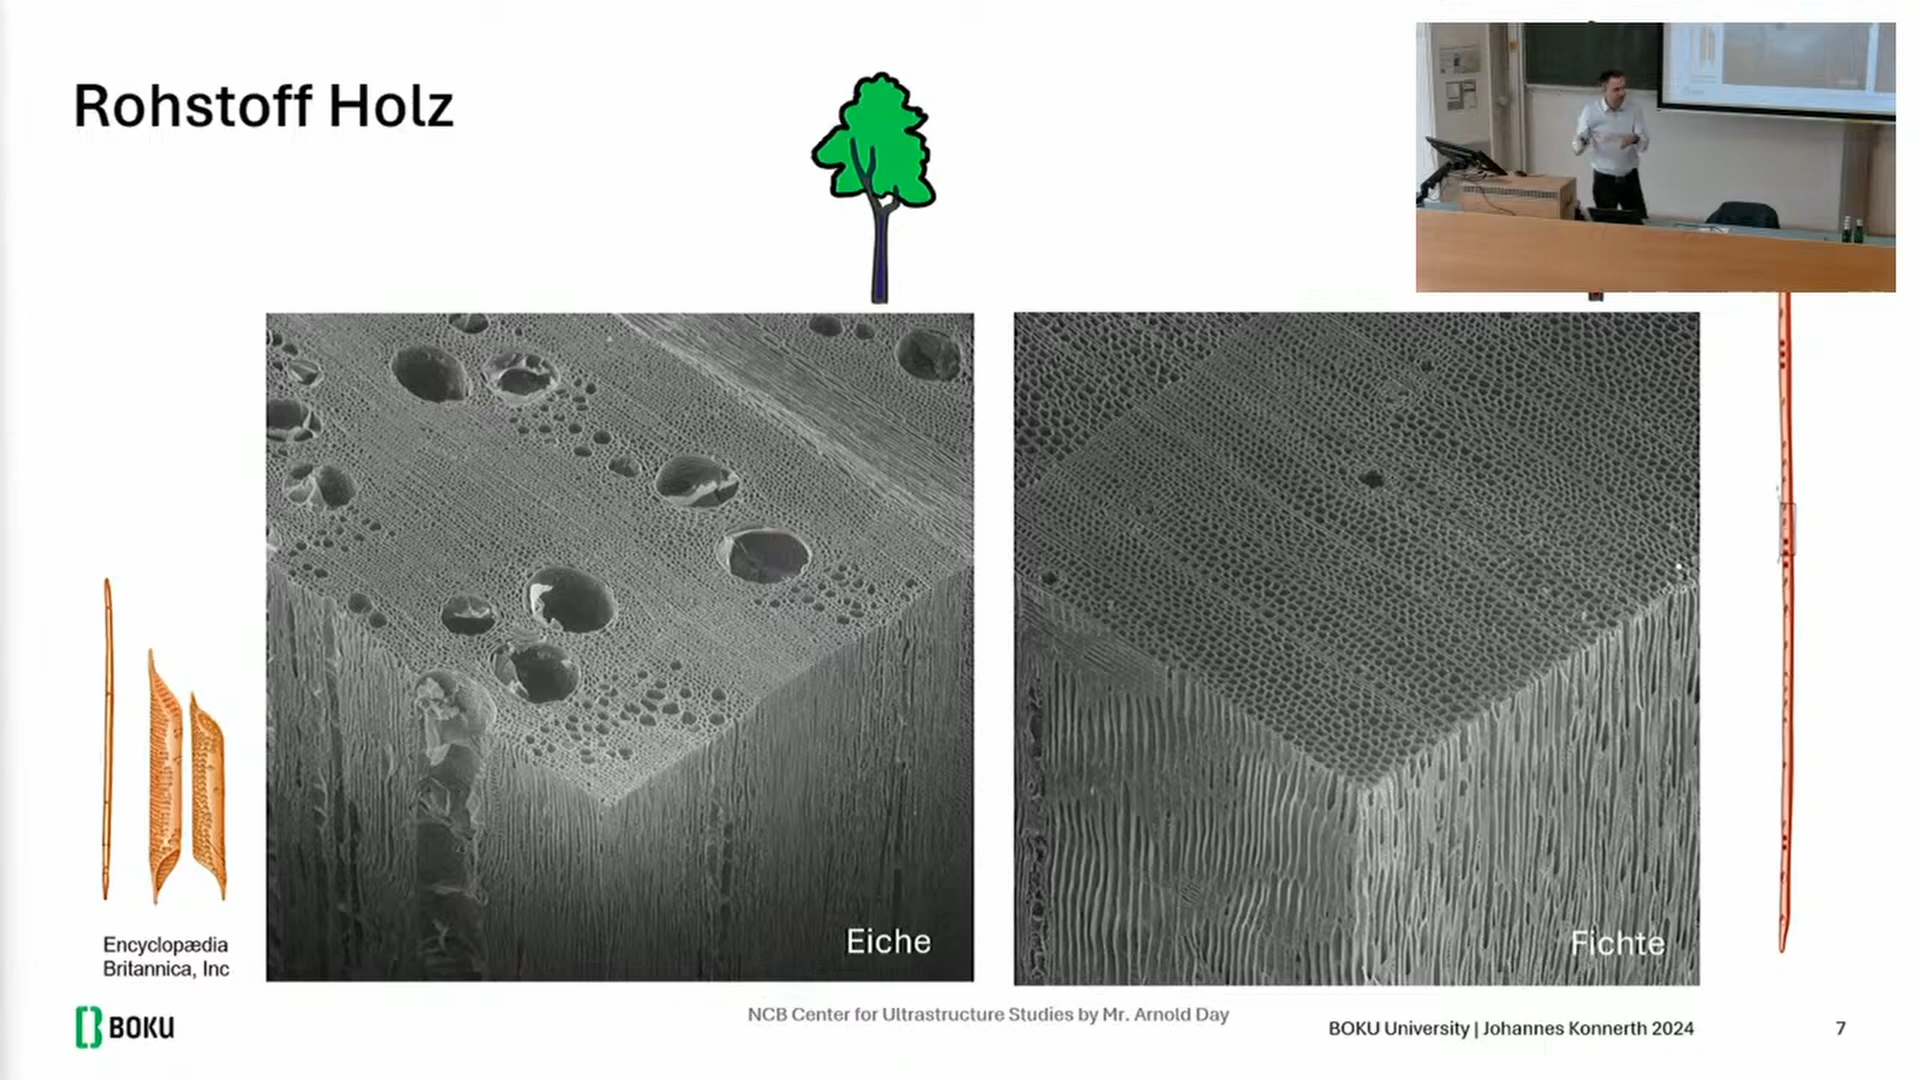 Rohstoff Holz
Eiche
Fichte
Encyclopædia
Britannica, Inc
BOKU
NCB Center for Ultrastructure Studies by Mr. Arnold Day
BOKU University | Johannes Konnerth 2024
7